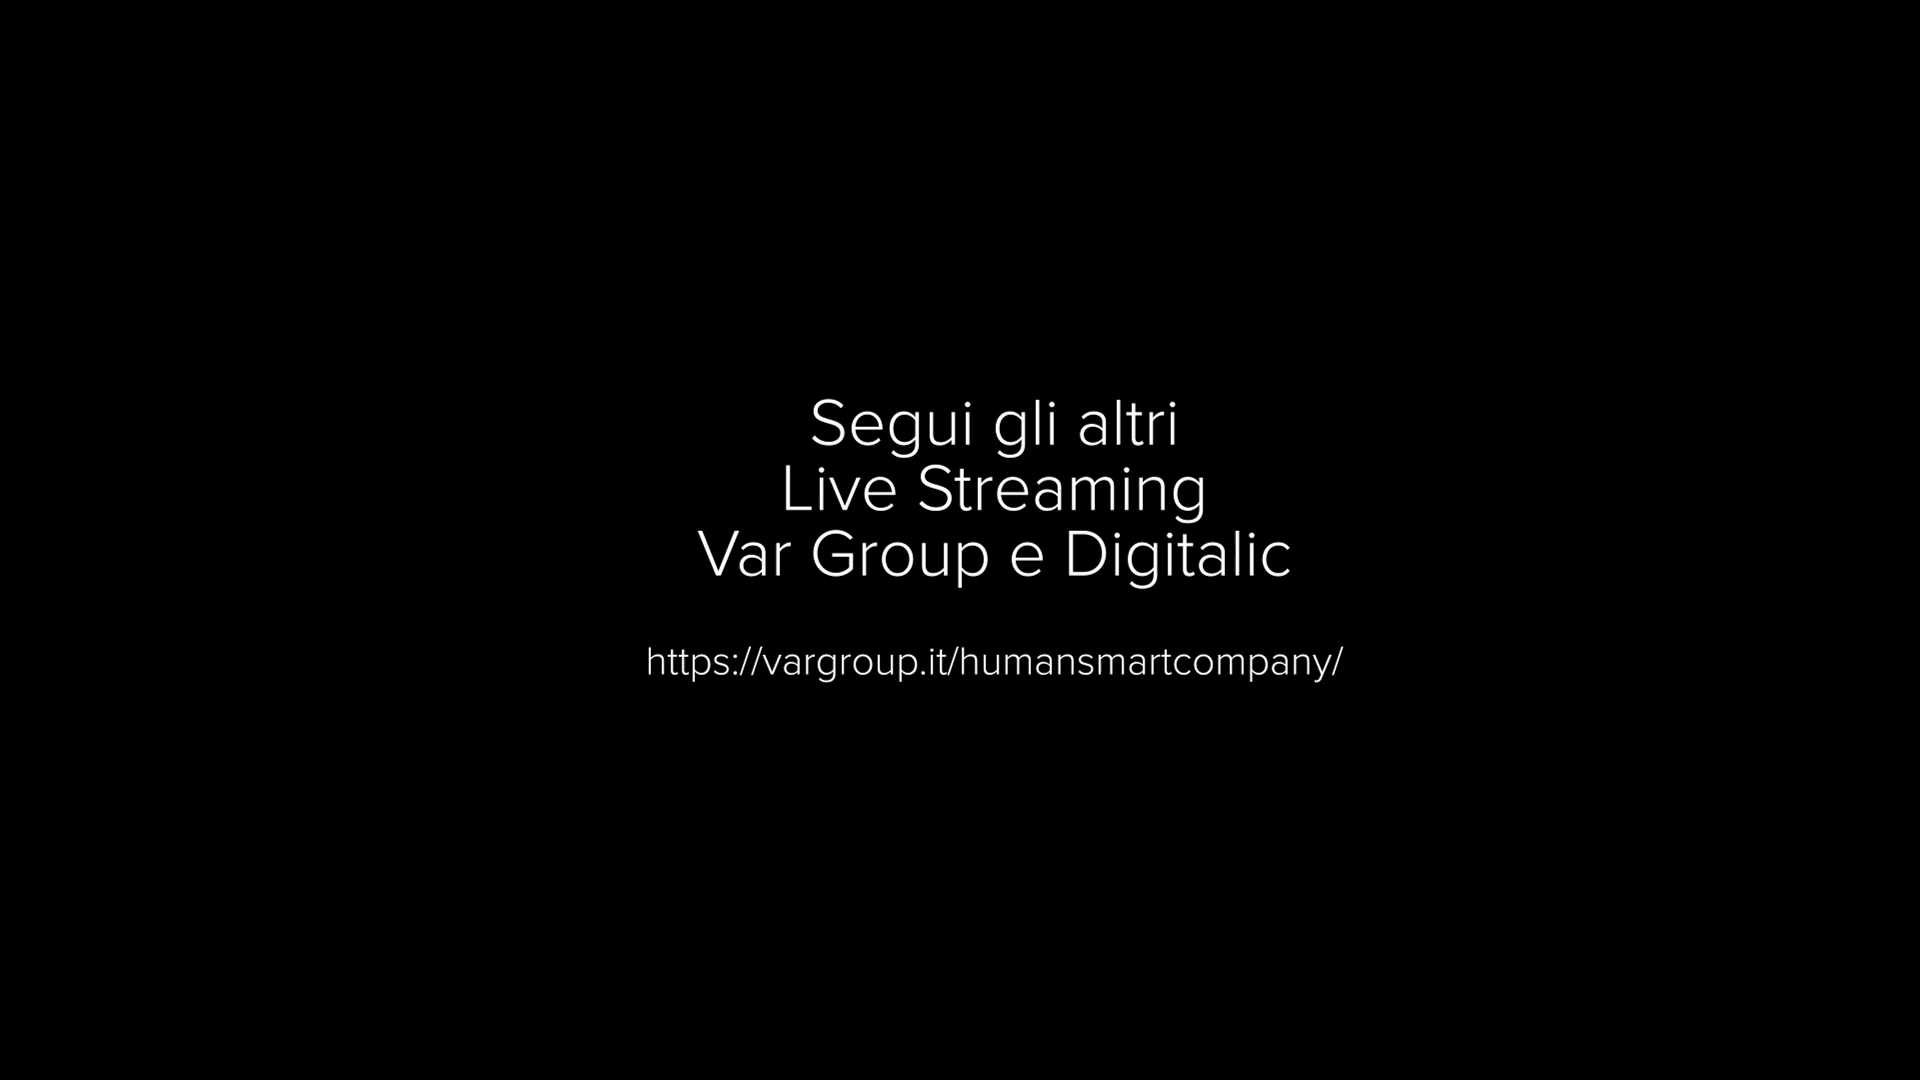 Segui gli altri
Live Streaming
Var Group e Digitalic
https://vargroup.it/humansmartcompany/